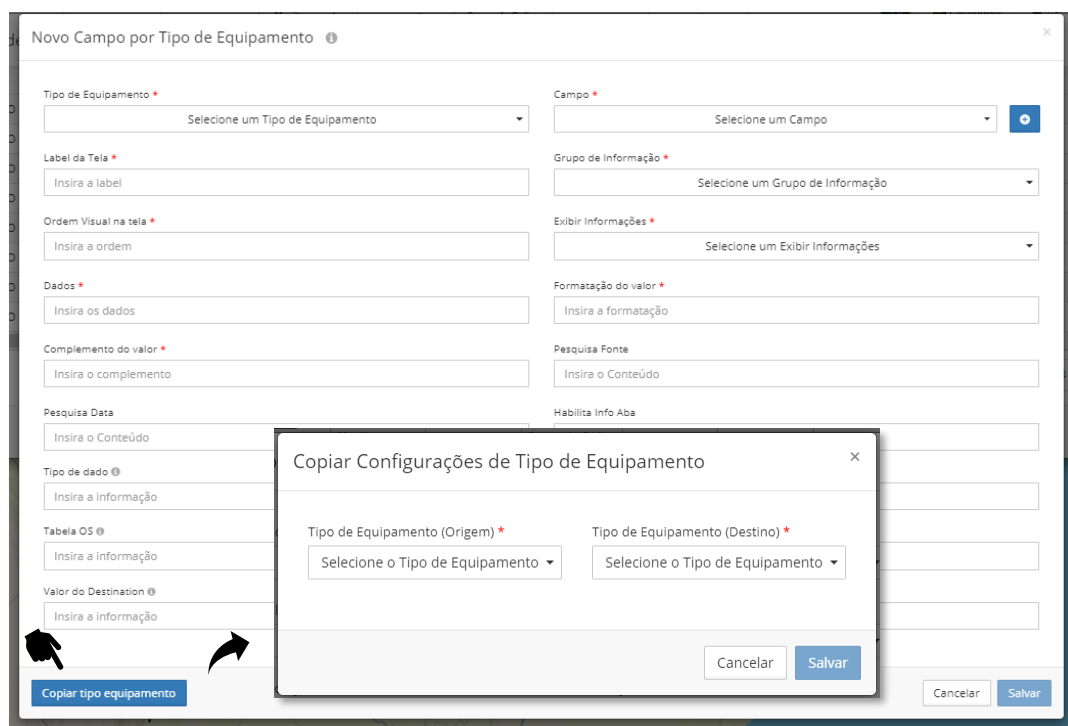 Novo Campo por Tipo de Equipamento
Tipo de Equipamento *
Campo *
Selecione um Tipo de Equipamento
Selecione um Campo
Label da Tela *
Grupo de Informação *
Insira a label
Selecione um Grupo de Informação
Ordem Visual na tela *
Exibir Informações *
Insira a ordem
Selecione um Exibir Informações
Dados *
Formatação do valor *
Insira os dados
Insira a formatação
Complemento do valor *
Pesquisa Fonte
Insira o complemento
Insira o Conteúdo
Pesquisa Data
Habilita Info Aba
Insira o Conteúdo
Tipo de dado
Insira a informação
Tabela OS
Insira a informação
Valor do Destination
Insira a informação
Copiar Configurações de Tipo de Equipamento
Tipo de Equipamento (Origem) *
Tipo de Equipamento (Destino) *
Selecione o Tipo de Equipamento
Selecione o Tipo de Equipamento
Cancelar
Salvar
Copiar tipo equipamento
Cancelar
Salvar